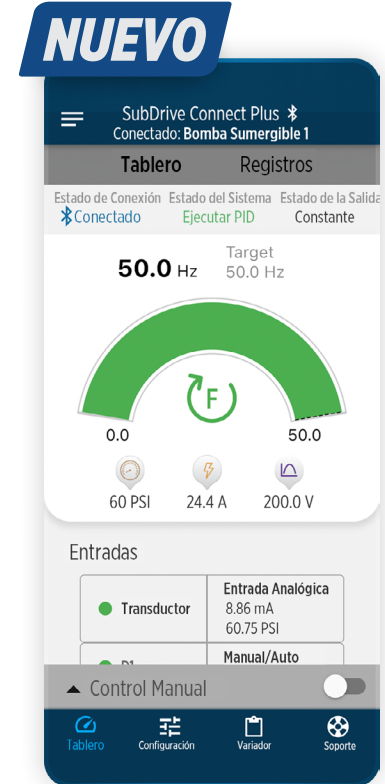 NUEVO
SubDrive Connect Plus
Conectado: Bomba Sumergible 1
Tablero Registros
Estado de Conexión Estado del Sistema Estado de la Salida
Conectado Ejecutar PID Constante
50.0 Hz Target
50.0 Hz
F
0.0 50.0
60 PSI 24.4 A 200.0 V
Entradas
Transductor Entrada Analógica
8.86 mA
60.75 PSI
Manual/Auto
Control Manual
Tablero Configuración Variador Soporte